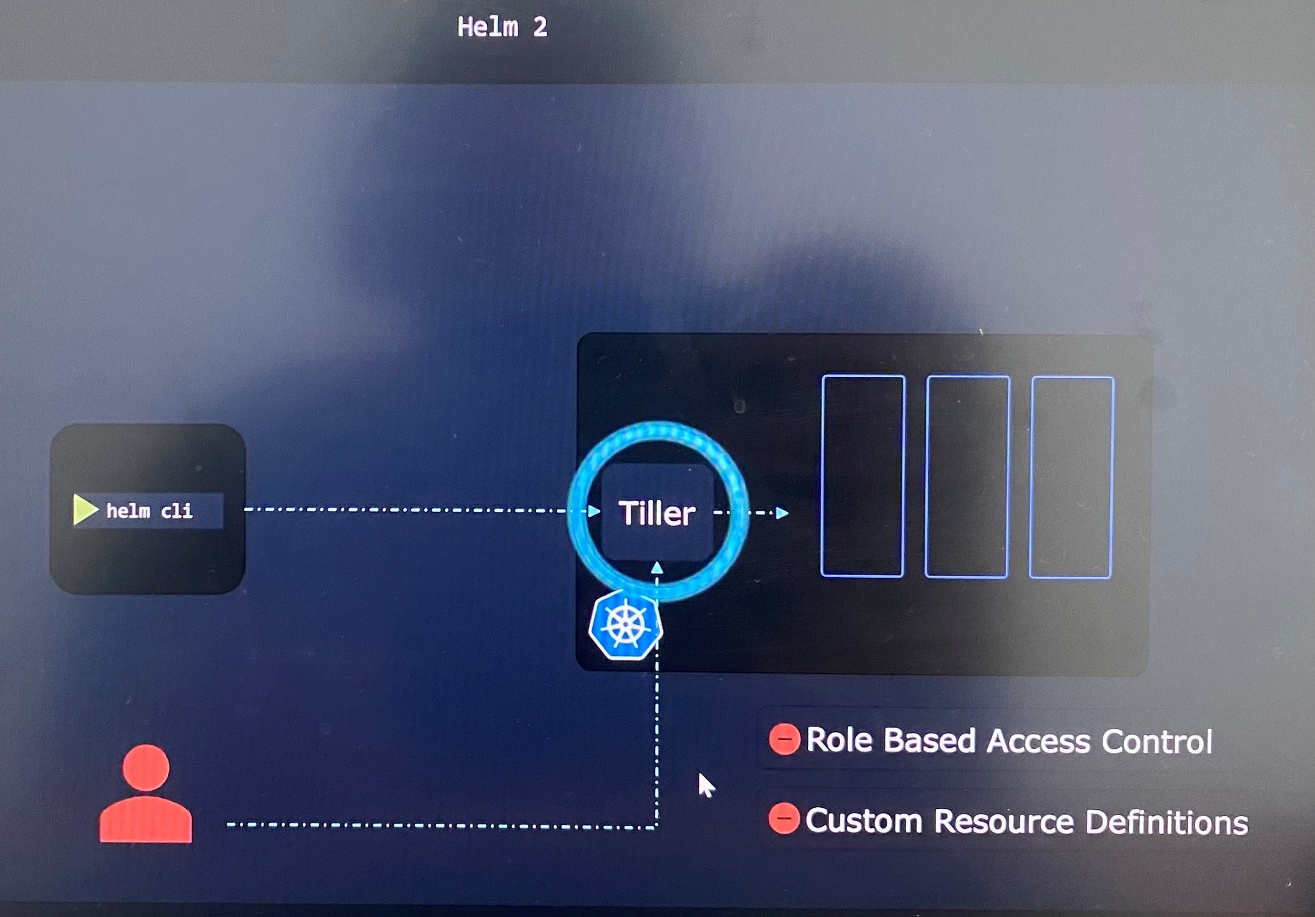 Helm 2
helm cli
Tiller
Role Based Access Control
Custom Resource Definitions